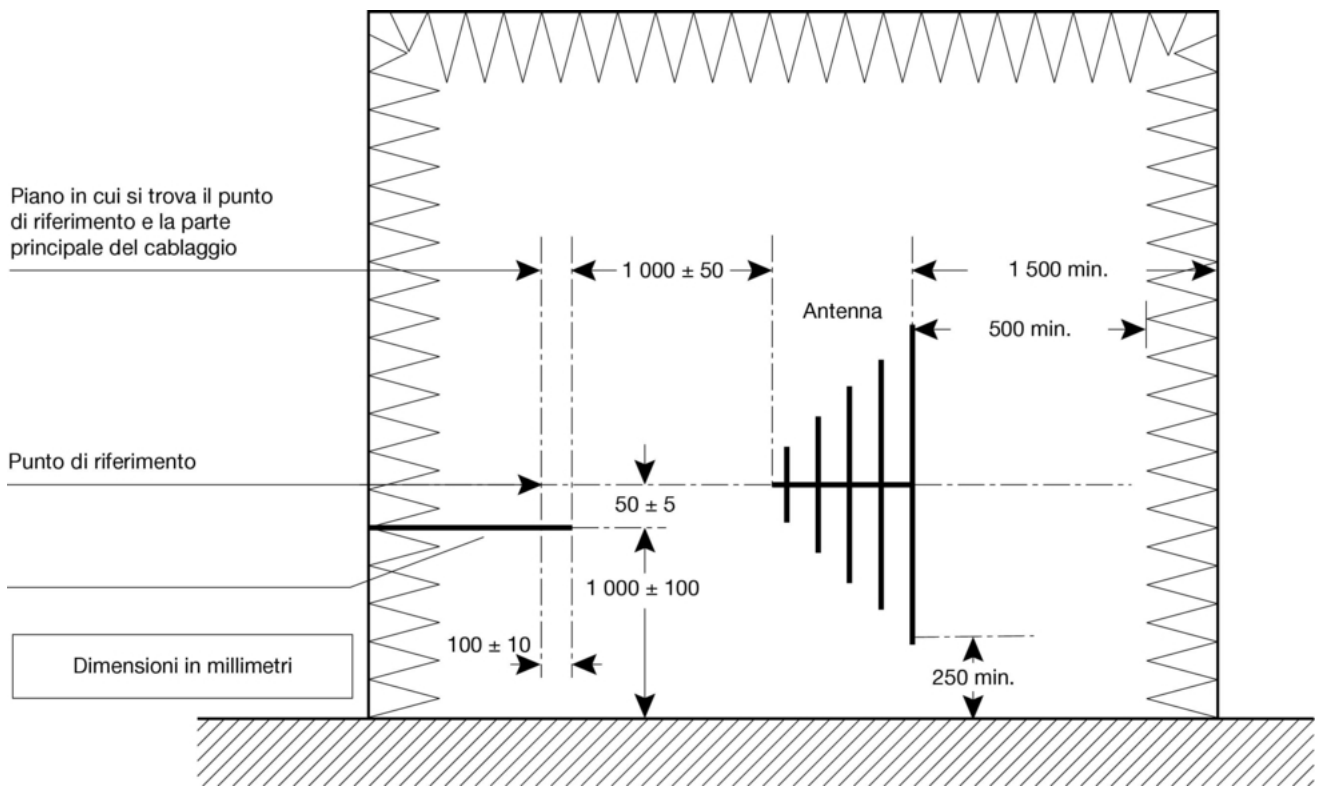 Piano in cui si trova il punto
di riferimento e la parte
principale del cablaggio
1 000 ± 50
1 500 min.
Antenna
500 min.
Punto di riferimento
50 ± 5
1 000 ± 100
100 ± 10
Dimensioni in millimetri
250 min.